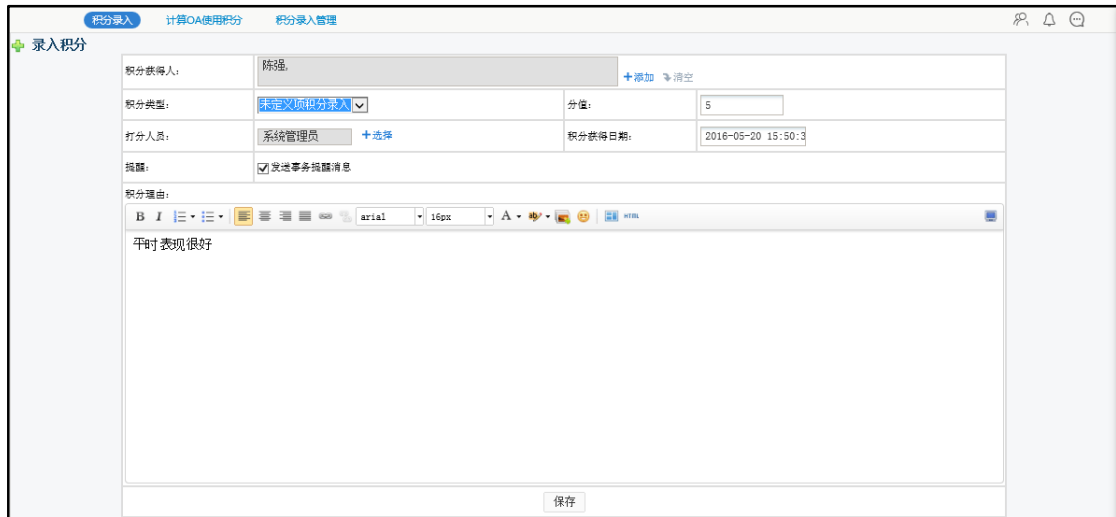 积分录入 计算OA使用积分 积分录入管理
录入积分
积分获得人： 陈强, 添加 清空
积分类型： 未定义项积分录入 分值： 5
打分人员： 系统管理员 选择 积分获得日期： 2016-05-20 15:50:3
提醒： 发送事务提醒消息
积分理由：
B I arial 16px A ab HTML
平时表现很好
保存